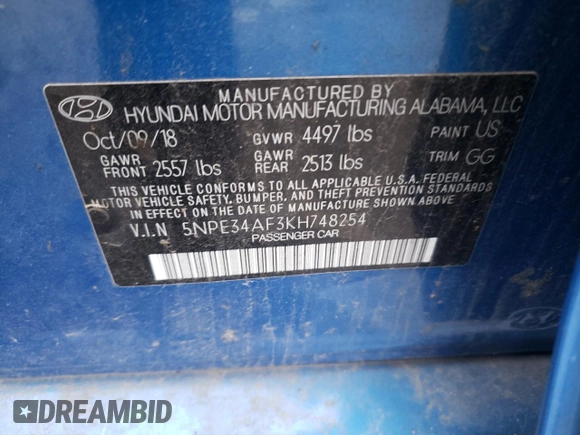 MANUFACTURED BY
HYUNDAI MOTOR MANUFACTURING ALABAMA, LLC
Oct/09/18 GVWR 4497 lbs PAINT US
GAWR FRONT 2557 lbs GAWR REAR 2513 lbs TRIM GG
THIS VEHICLE CONFORMS TO ALL APPLICABLE U.S.A. FEDERAL
MOTOR VEHICLE SAFETY, BUMPER, AND THEFT PREVENTION STANDARDS
IN EFFECT ON THE DATE OF MANUFACTURE SHOWN ABOVE.
V.I.N 5NPE34AF3KH748254
PASSENGER CAR
DREAMBID